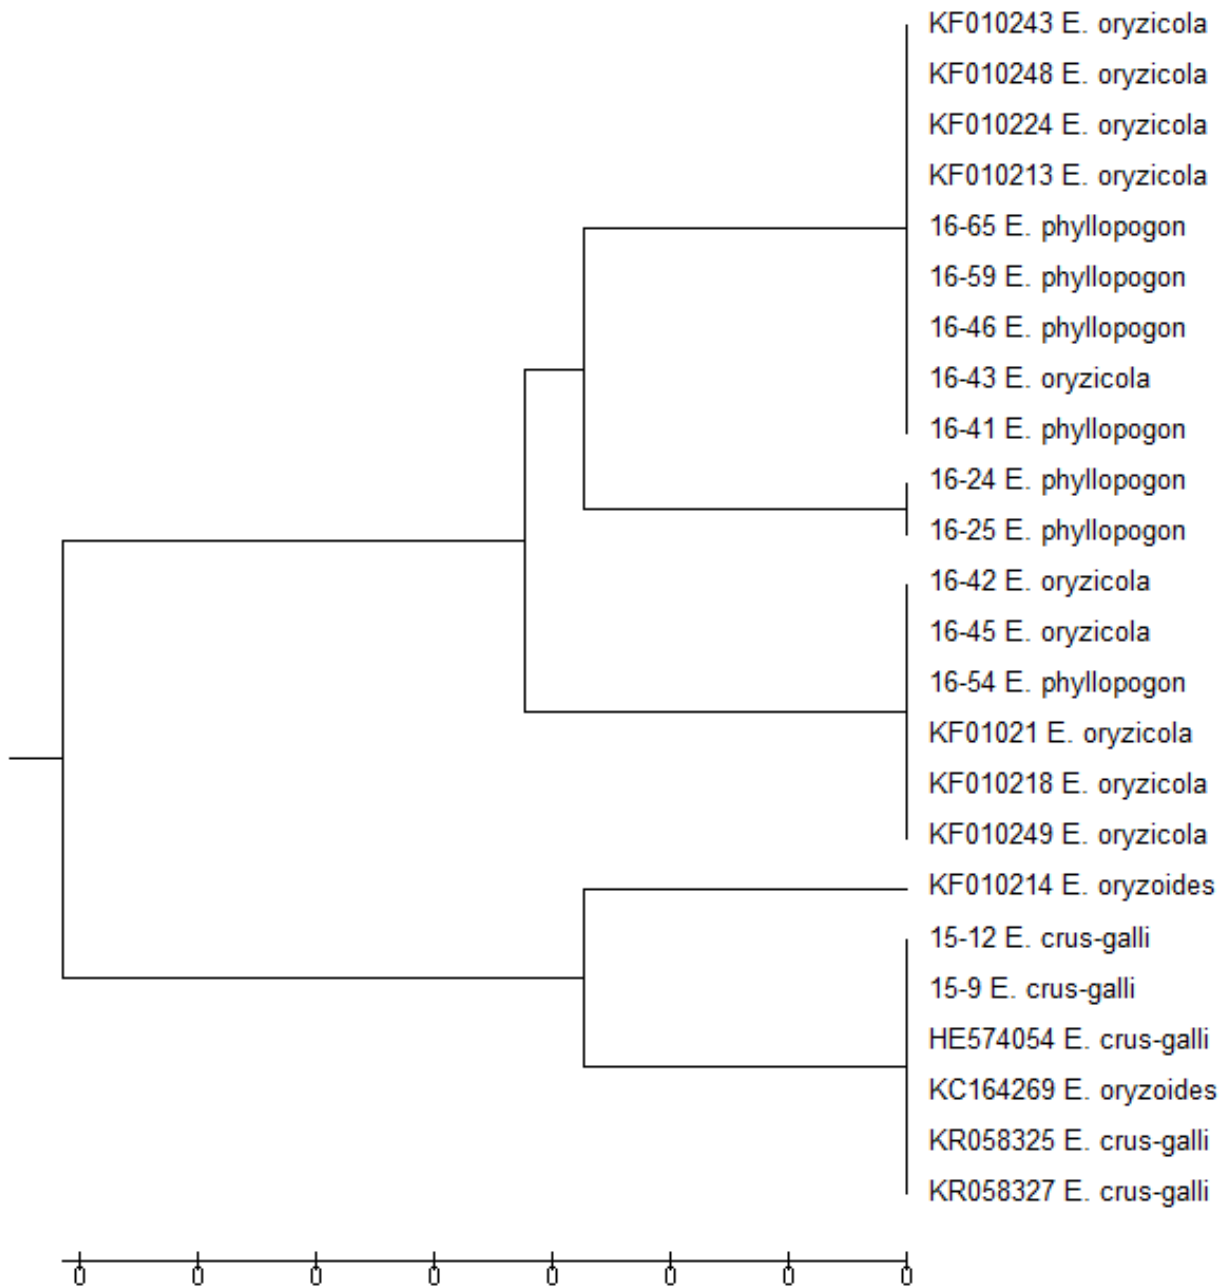 KF010243 E. oryzicola
KF010248 E. oryzicola
KF010224 E. oryzicola
KF010213 E. oryzicola
16-65 E. phyllopogon
16-59 E. phyllopogon
16-46 E. phyllopogon
16-43 E. oryzicola
16-41 E. phyllopogon
16-24 E. phyllopogon
16-25 E. phyllopogon
16-42 E. oryzicola
16-45 E. oryzicola
16-54 E. phyllopogon
KF01021 E. oryzicola
KF010218 E. oryzicola
KF010249 E. oryzicola
KF010214 E. oryzoides
15-12 E. crus-galli
15-9 E. crus-galli
HE574054 E. crus-galli
KC164269 E. oryzoides
KR058325 E. crus-galli
KR058327 E. crus-galli
0 0 0 0 0 0 0 0